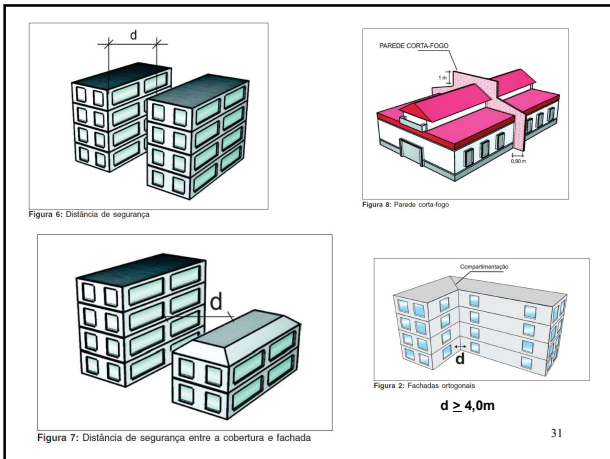 d
Figura 6: Distância de segurança
PAREDE CORTA-FOGO
1 m
0,90 m
Figura 8: Parede corta-fogo
d
Figura 7: Distância de segurança entre a cobertura e fachada
Compartimentação
d
Figura 2: Fachadas ortogonais
d ≥ 4,0m
31